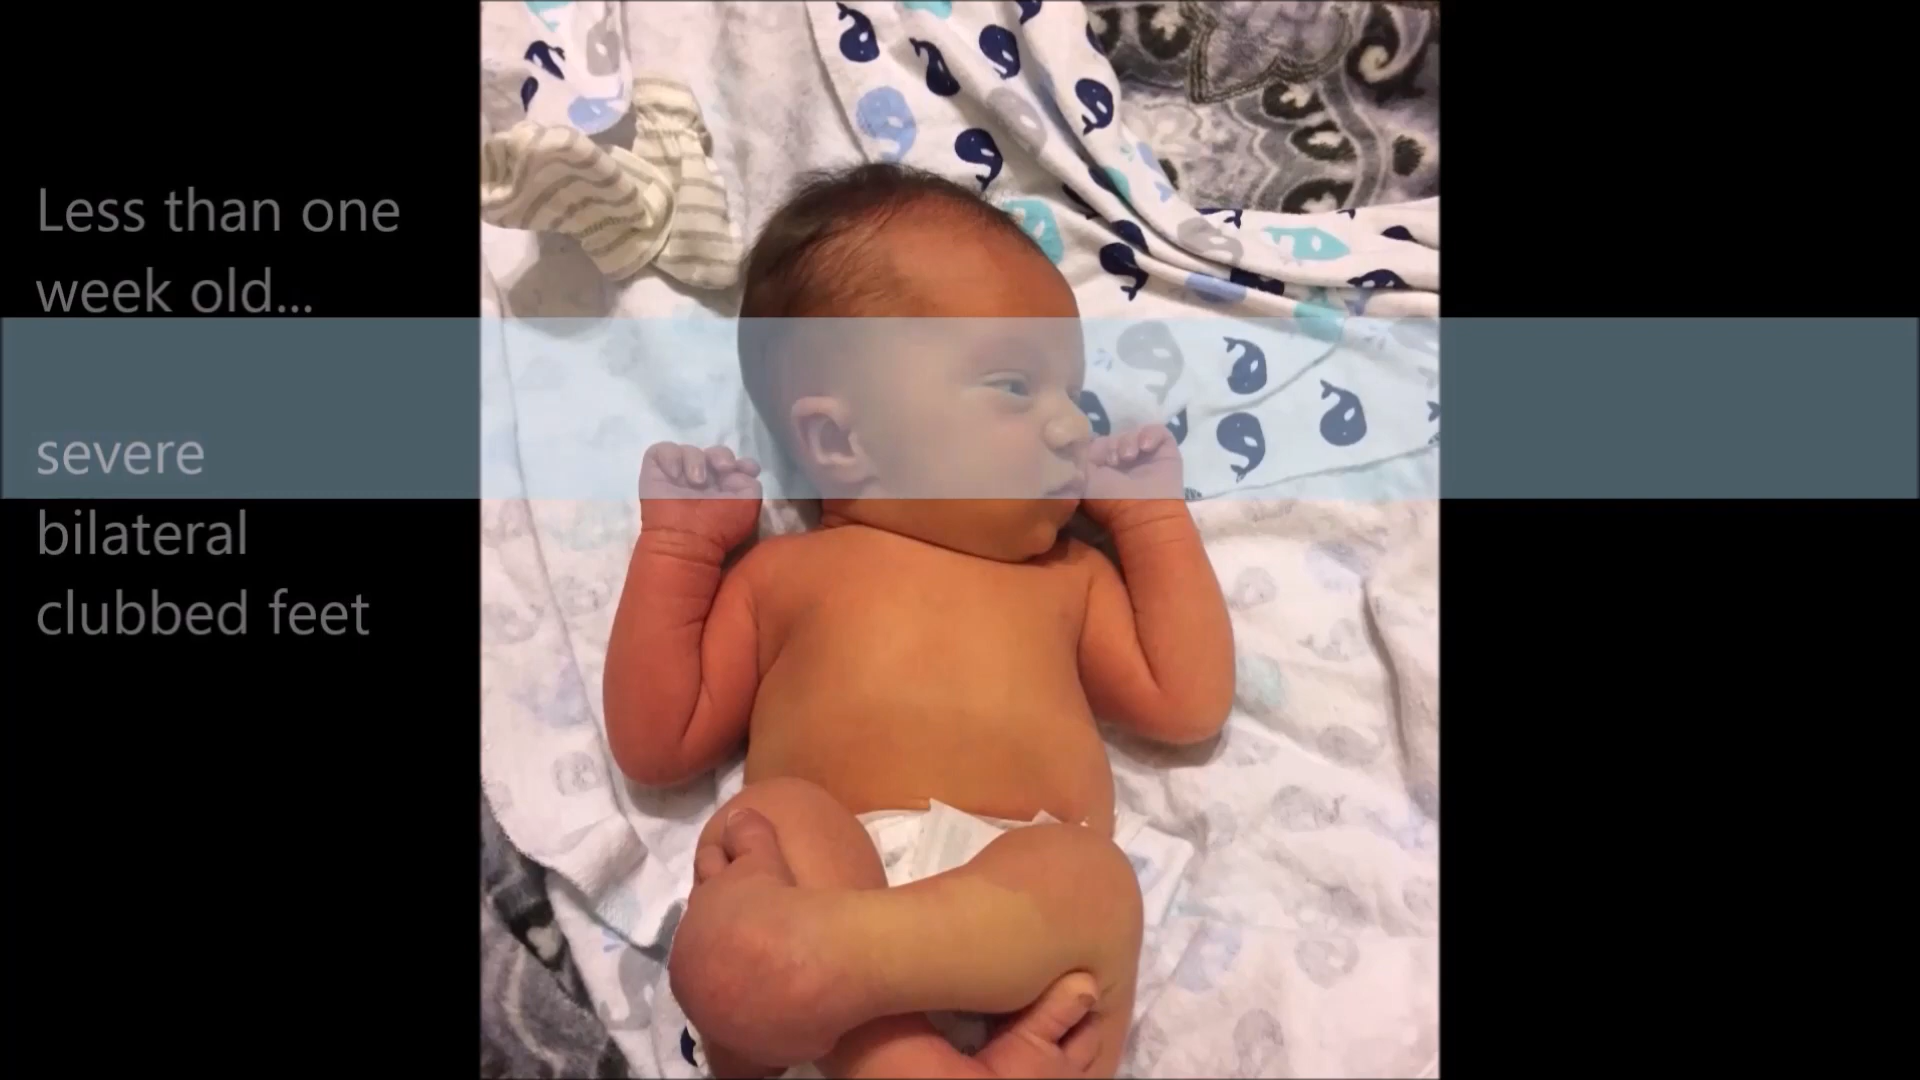 Less than one
week old...
severe
bilateral
clubbed feet